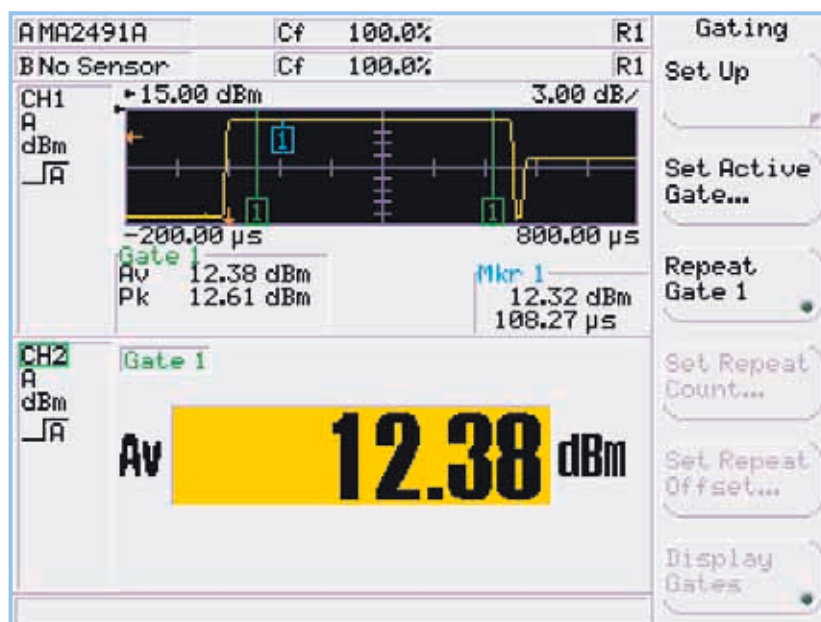 A MA2491A Cf 100.0% R1
B No Sensor Cf 100.0% R1
CH1
A
dBm
A
15.00 dBm 3.00 dB/
1
1 1
-200.00 µs 800.00 µs
Gate 1
Av 12.38 dBm
Pk 12.61 dBm
Mkr 1
12.32 dBm
108.27 µs
CH2
A
dBm
A
Gate 1
Av 12.38 dBm
Gating
Set Up
Set Active
Gate...
Repeat
Gate 1
Set Repeat
Count...
Set Repeat
Offset...
Display
Gates